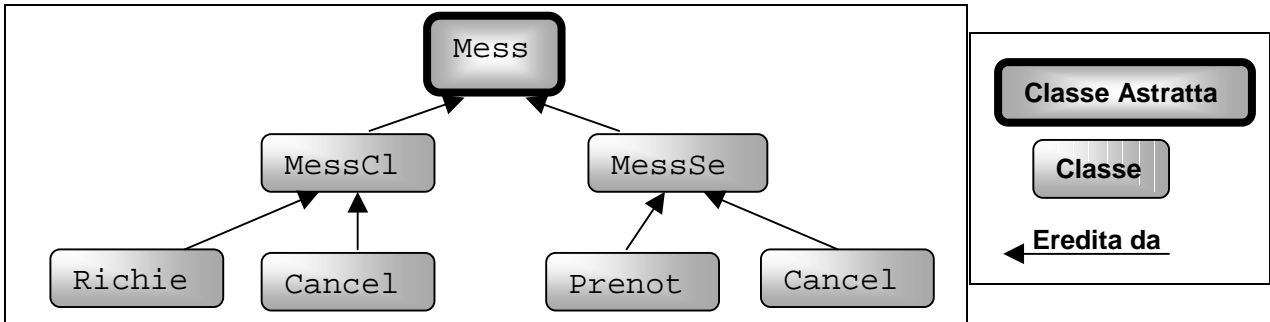 Mess
MessCl
MessSe
Richie
Cancel
Prenot
Cancel
Classe Astratta
Classe
Eredita da